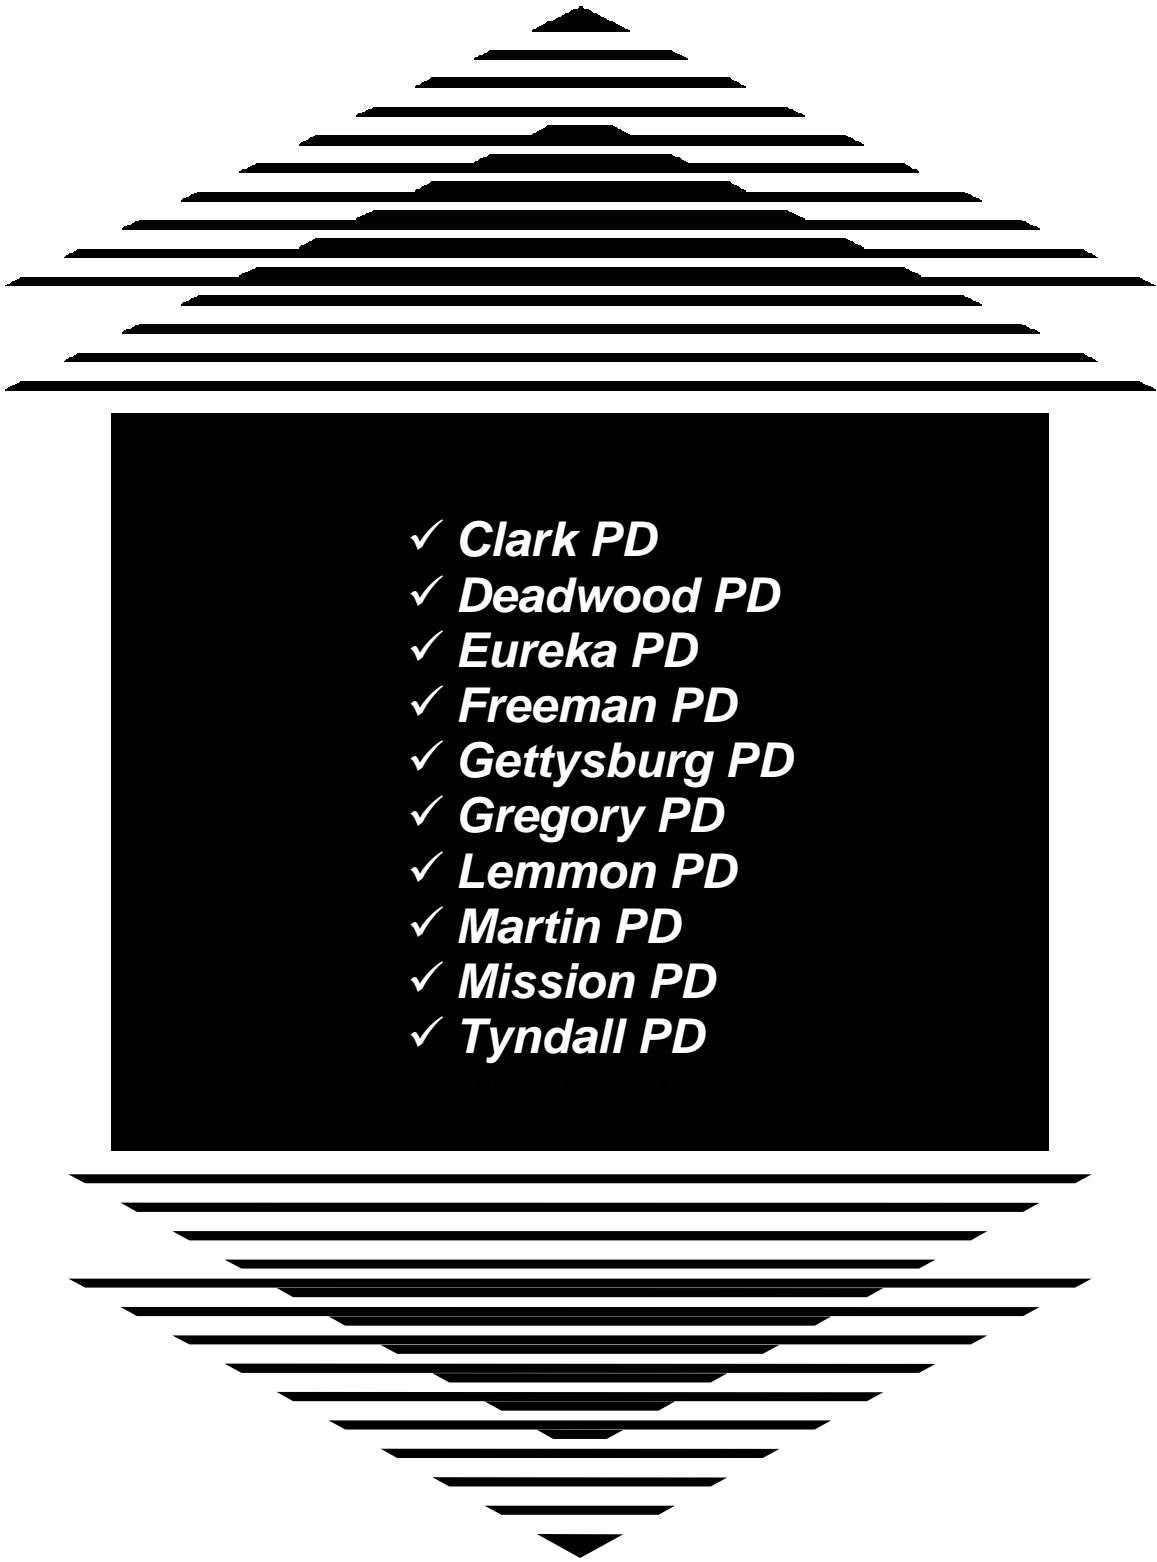 ✓ Clark PD
✓ Deadwood PD
✓ Eureka PD
✓ Freeman PD
✓ Gettysburg PD
✓ Gregory PD
✓ Lemmon PD
✓ Martin PD
✓ Mission PD
✓ Tyndall PD